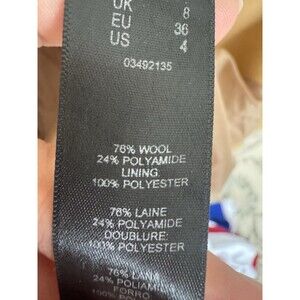 UK 8
EU 36
US 4
03492135
76% WOOL
24% POLYAMIDE
LINING
100% POLYESTER
76% LAINE
24% POLYAMIDE
DOUBLURE:
100% POLYESTER
76% LANA
24% POLIAMIDA
FORRO